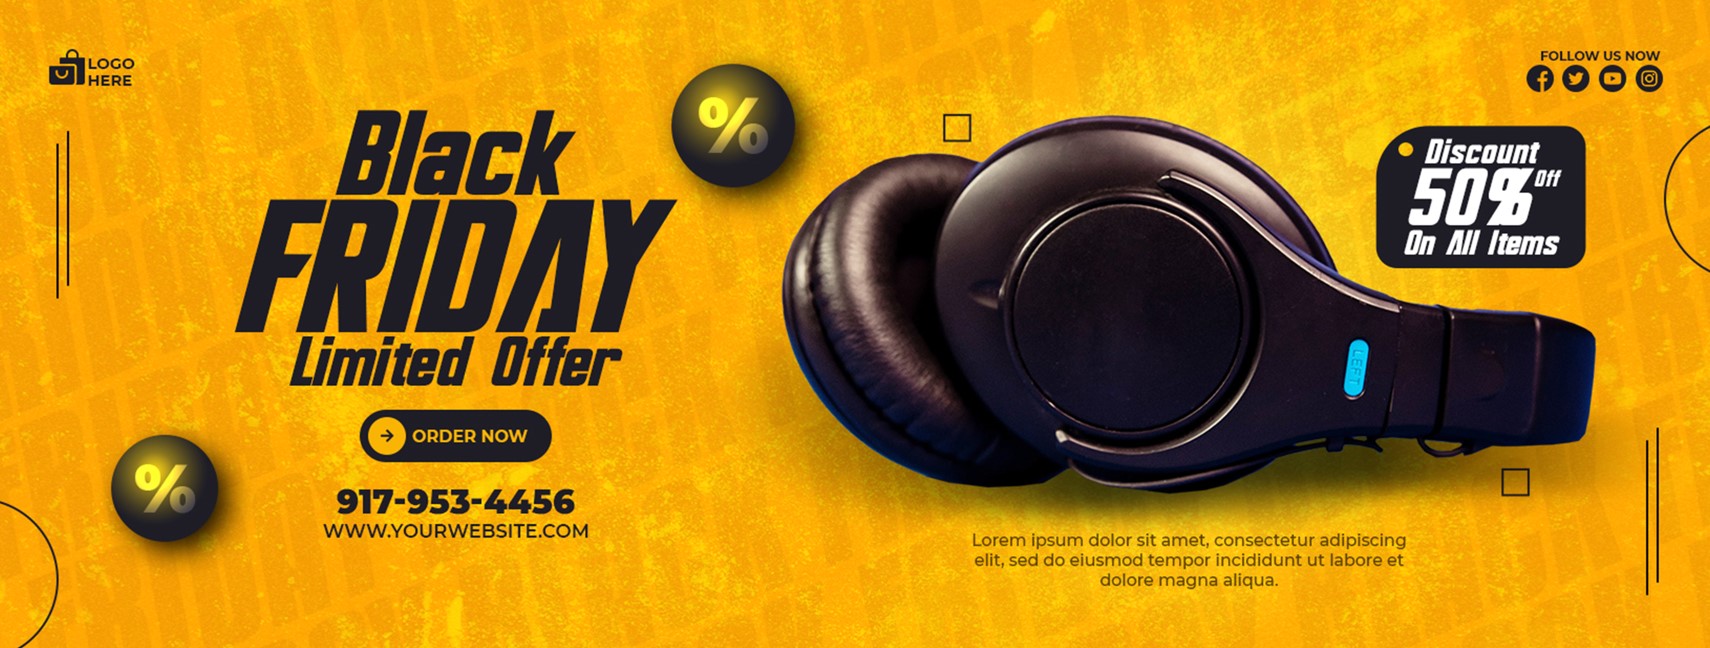 LOGO
HERE
FOLLOW US NOW
Black
FRIDAY
Limited Offer
ORDER NOW
917-953-4456
WWW.YOURWEBSITE.COM
%
%
Discount
50% Off
On All Items
LEFT
Lorem ipsum dolor sit amet, consectetur adipiscing
elit, sed do eiusmod tempor incididunt ut labore et
dolore magna aliqua.